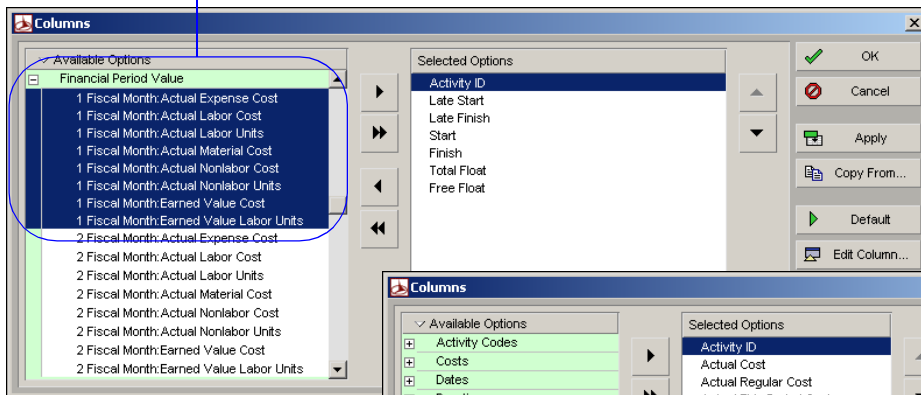 Columns
Available Options
Financial Period Value
1 Fiscal Month:Actual Expense Cost
1 Fiscal Month:Actual Labor Cost
1 Fiscal Month:Actual Labor Units
1 Fiscal Month:Actual Material Cost
1 Fiscal Month:Actual Nonlabor Cost
1 Fiscal Month:Actual Nonlabor Units
1 Fiscal Month:Earned Value Cost
1 Fiscal Month:Earned Value Labor Units
2 Fiscal Month:Actual Expense Cost
2 Fiscal Month:Actual Labor Cost
2 Fiscal Month:Actual Labor Units
2 Fiscal Month:Actual Material Cost
2 Fiscal Month:Actual Nonlabor Cost
2 Fiscal Month:Actual Nonlabor Units
2 Fiscal Month:Earned Value Cost
2 Fiscal Month:Earned Value Labor Units
Selected Options
Activity ID
Late Start
Late Finish
Start
Finish
Total Float
Free Float
OK
Cancel
Apply
Copy From...
Default
Edit Column...
Columns
Available Options
Activity Codes
Costs
Dates
Selected Options
Activity ID
Actual Cost
Actual Regular Cost